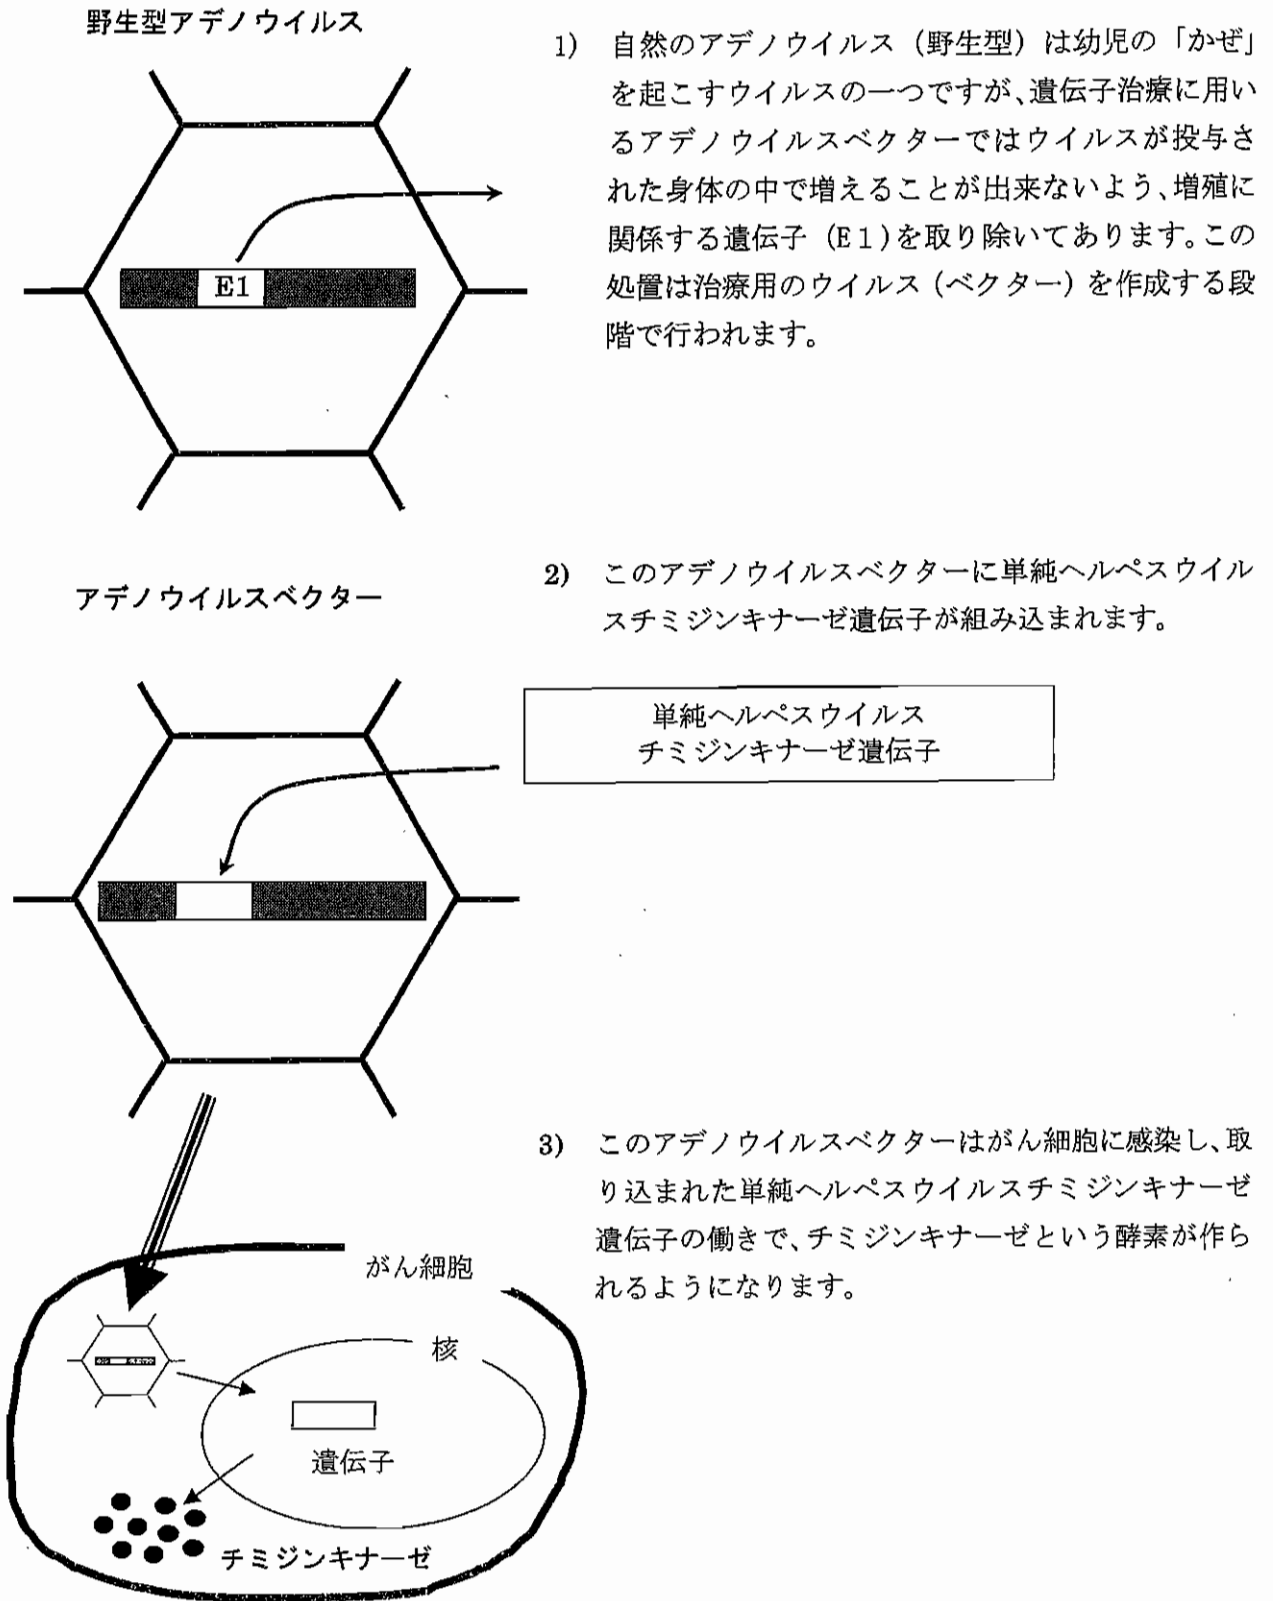 野生型アデノウイルス
1) 自然のアデノウイルス（野生型）は幼児の「かぜ」
を起こすウイルスの一つですが、遺伝子治療に用い
るアデノウイルスベクターではウイルスが投与さ
れた身体の中で増えることが出来ないよう、増殖に
関係する遺伝子（E１）を取り除いてあります。この
処置は治療用のウイルス（ベクター）を作成する段
階で行われます。
E1
アデノウイルスベクター
2) このアデノウイルスベクターに単純ヘルペスウイル
スチミジンキナーゼ遺伝子が組み込まれます。
単純ヘルペスウイルス
チミジンキナーゼ遺伝子
3) このアデノウイルスベクターはがん細胞に感染し、取
り込まれた単純ヘルペスウイルスチミジンキナーゼ
遺伝子の働きで、チミジンキナーゼという酵素が作ら
れるようになります。
がん細胞
核
遺伝子
チミジンキナーゼ